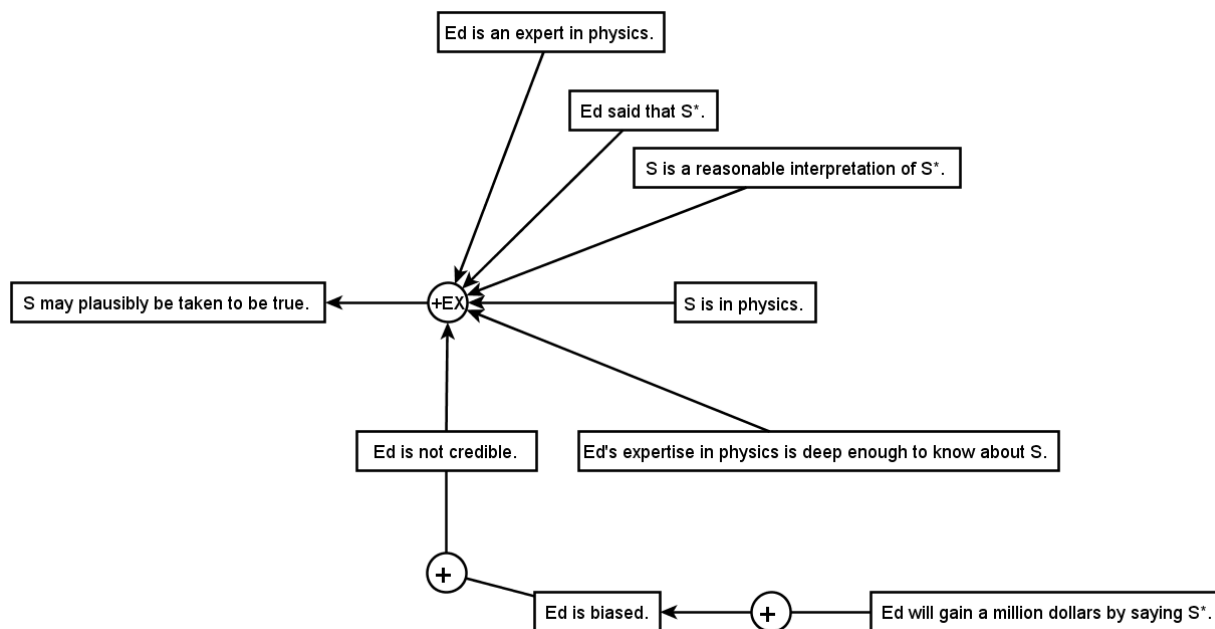 Ed is an expert in physics.
Ed said that S*.
S is a reasonable interpretation of S*.
S may plausibly be taken to be true.
+EX
S is in physics.
Ed is not credible.
Ed's expertise in physics is deep enough to know about S.
+
Ed is biased.
+
Ed will gain a million dollars by saying S*.